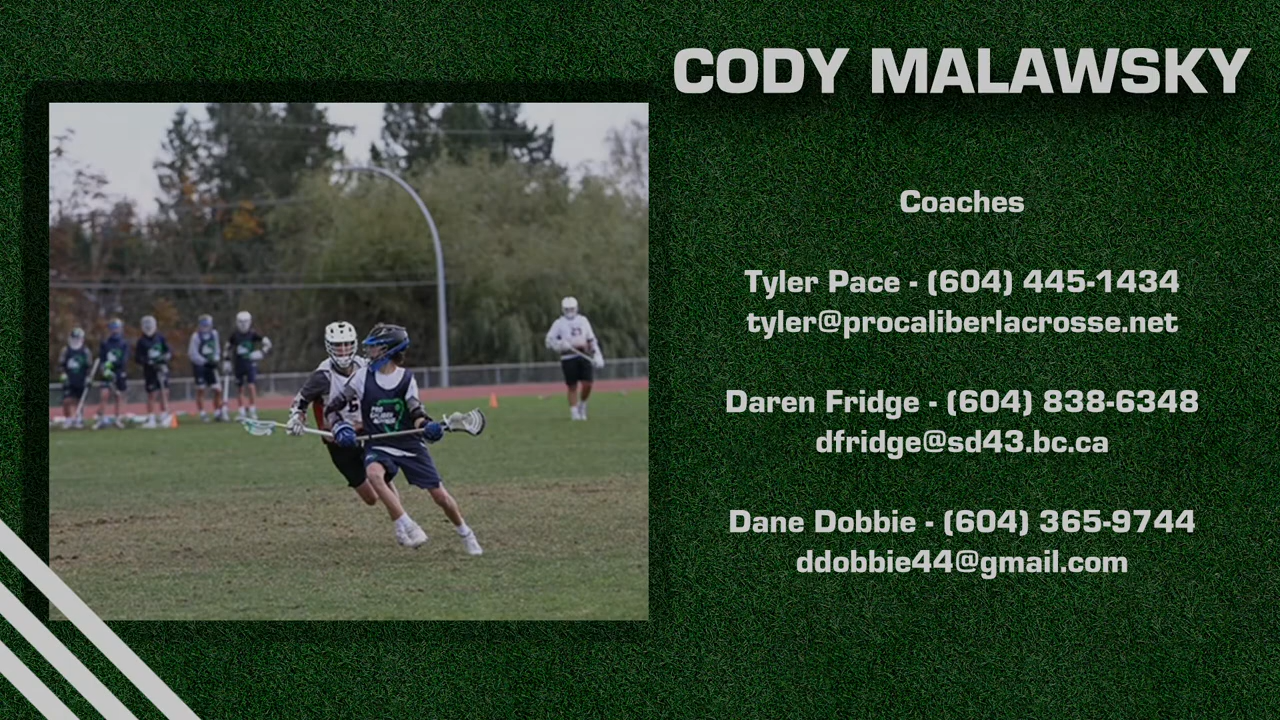 CODY MALAWSKY
Coaches
Tyler Pace - (604) 445-1434
tyler@procaliberlacrosse.net
Daren Fridge - (604) 838-6348
dfridge@sd43.bc.ca
Dane Dobbie - (604) 365-9744
ddobbie44@gmail.com